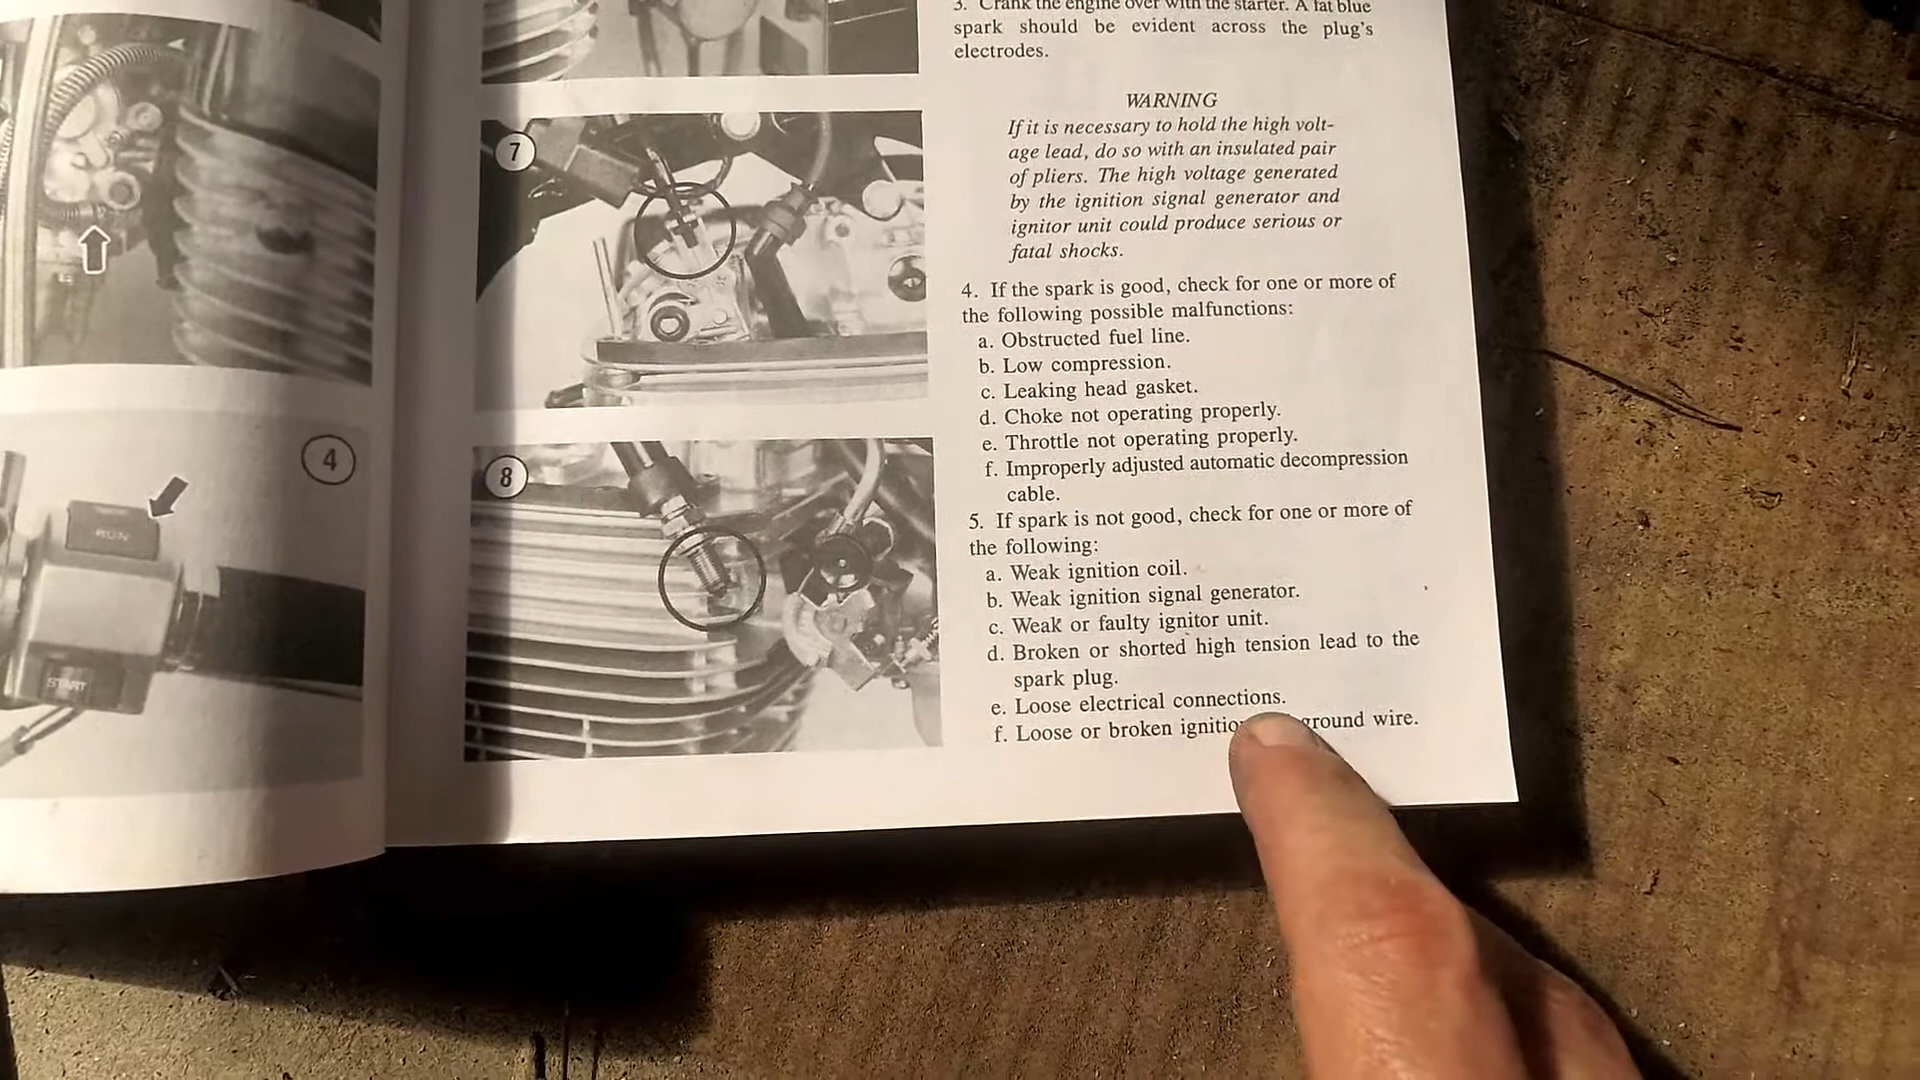 RUN
START
4
7
8
3. Crank the engine over with the starter. A fat blue
spark should be evident across the plug's
electrodes.
WARNING
If it is necessary to hold the high volt-
age lead, do so with an insulated pair
of pliers. The high voltage generated
by the ignition signal generator and
ignitor unit could produce serious or
fatal shocks.
4. If the spark is good, check for one or more of
the following possible malfunctions:
a. Obstructed fuel line.
b. Low compression.
c. Leaking head gasket.
d. Choke not operating properly.
e. Throttle not operating properly.
f. Improperly adjusted automatic decompression
cable.
5. If spark is not good, check for one or more of
the following:
a. Weak ignition coil.
b. Weak ignition signal generator.
c. Weak or faulty ignitor unit.
d. Broken or shorted high tension lead to the
spark plug.
e. Loose electrical connections.
f. Loose or broken ground wire.